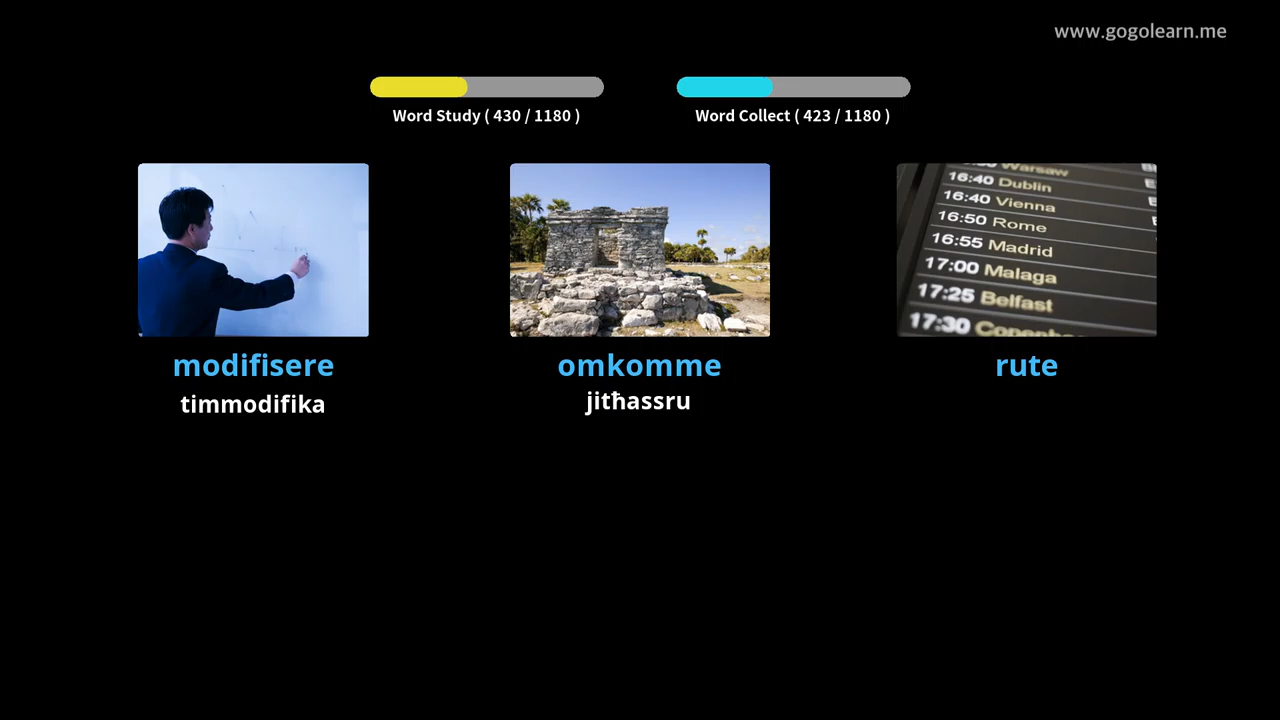 www.gogolearn.me
Word Study ( 430 / 1180 )
Word Collect ( 423 / 1180 )
Warsaw
16:40 Dublin
16:40 Vienna
16:50 Rome
16:55 Madrid
17:00 Malaga
17:25 Belfast
17:30
modifisere
omkomme
rute
timmodifika
jitħassru